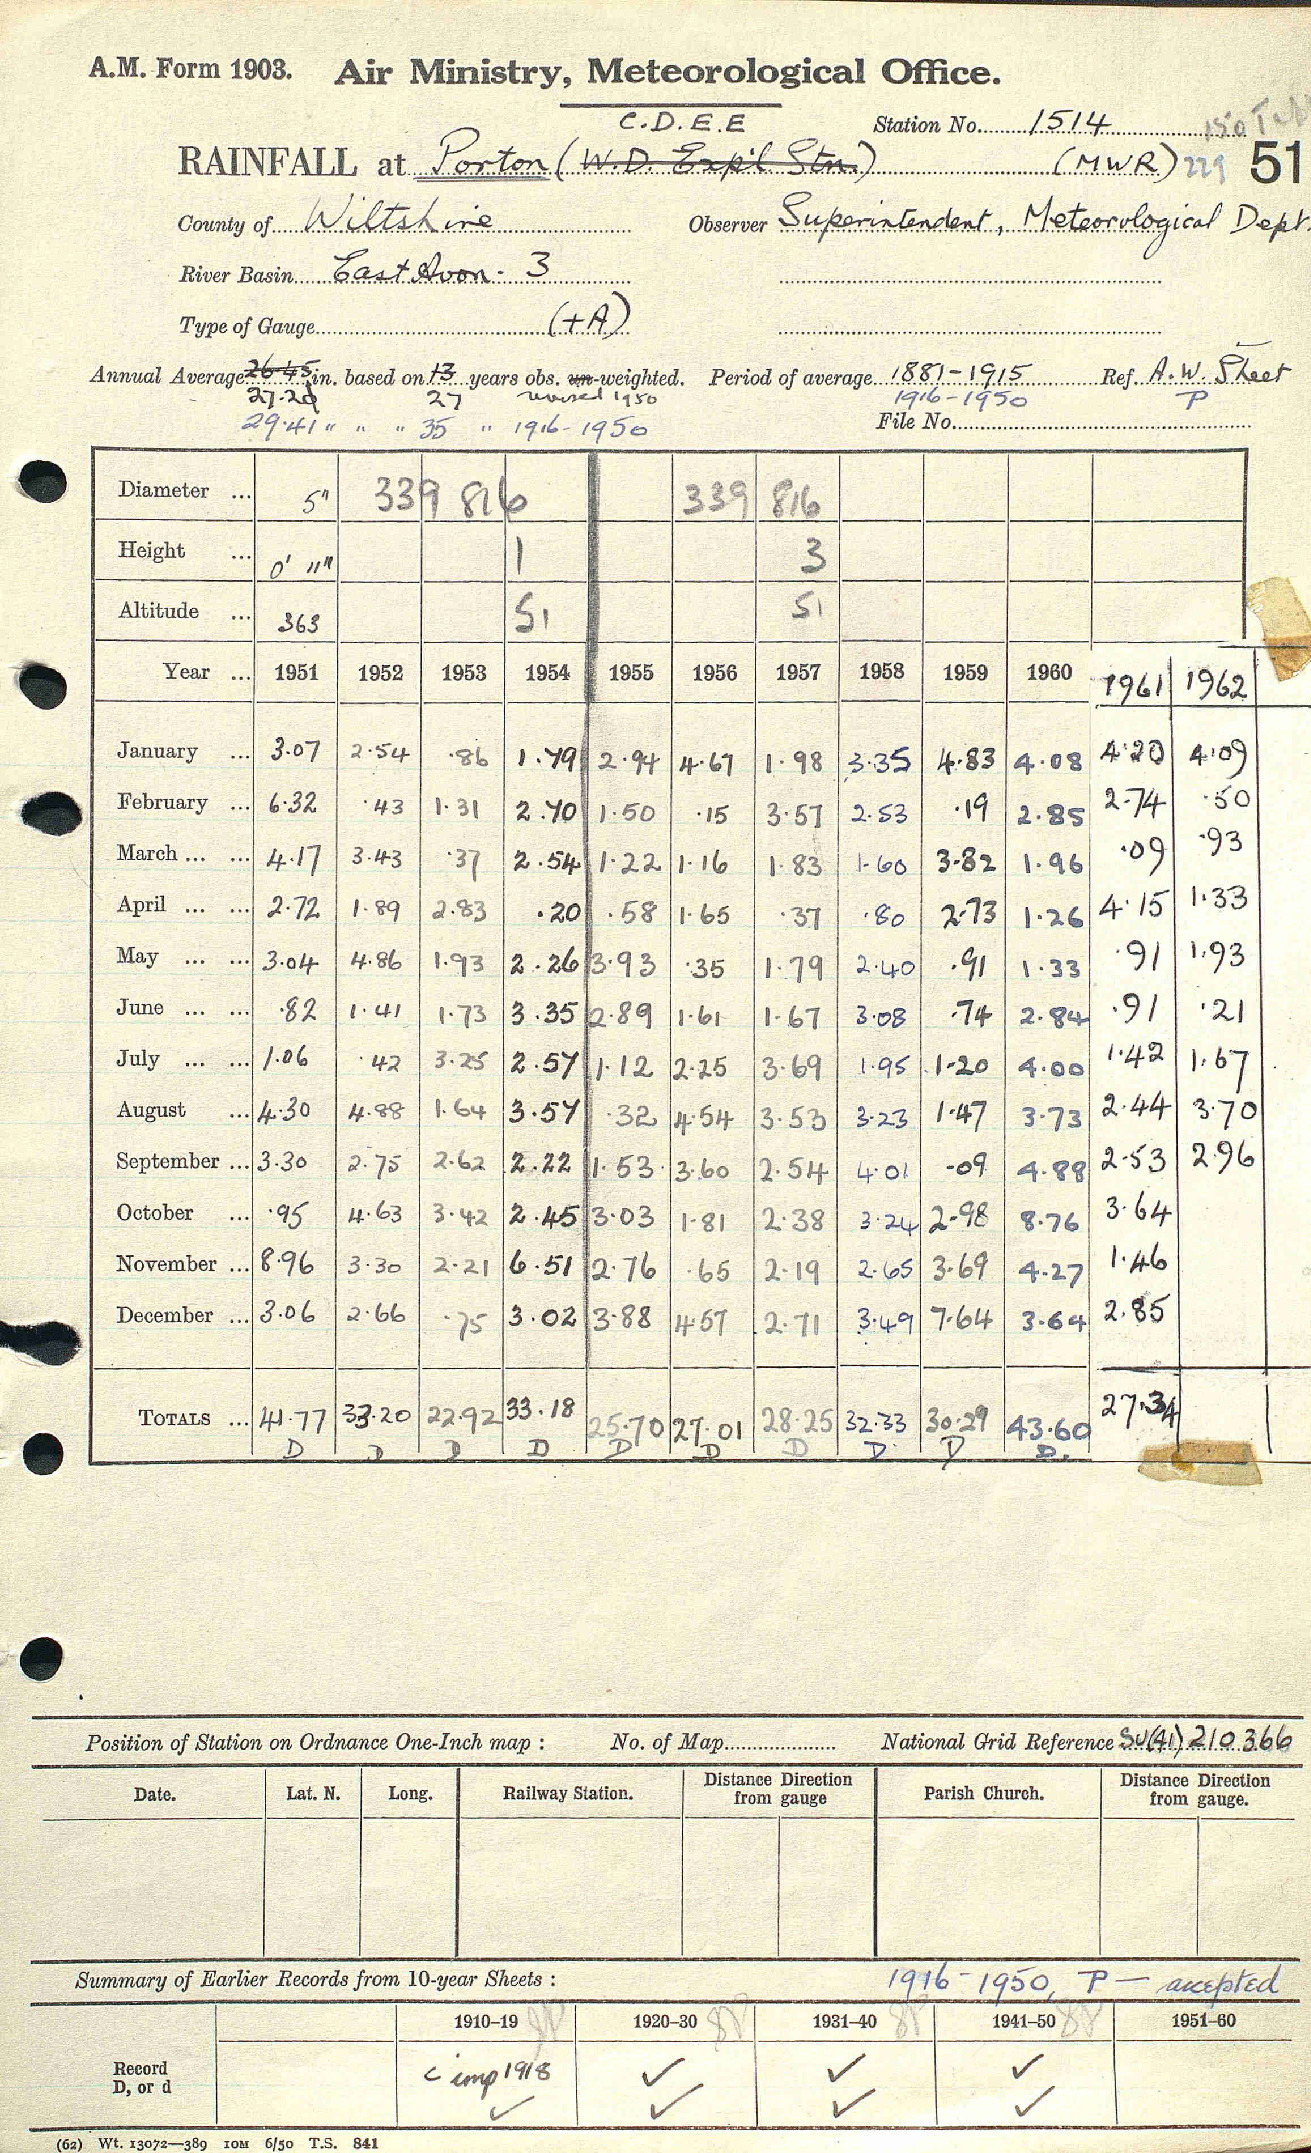 A.M. Form 1903. Air Ministry, Meteorological Office.
C.D.E.E
Station No. 1514
RAINFALL at Porton (W.D. Expil Stn.) (MWR) 229 51
County of Wiltshire Observer Superintendent, Meteorological Dept.
River Basin East Avon - 3
Type of Gauge (+A)
Annual Average 26.45 in. based on 13 years obs. un-weighted. Period of average 1881-1915 Ref. A.W. Sheet
27.20 27 revised 1950 1916-1950 P
29.41 " " " 35 " 1916-1950 File No.
Diameter ... 5" 339 816 339 816
Height ... 0' 11" 1 3
Altitude ... 363 51 51
Year ... 1951 1952 1953 1954 1955 1956 1957 1958 1959 1960 1961 1962
January ... 3.07 2.54 .86 1.79 2.94 4.67 1.98 3.35 4.83 4.08 4.20 4.09
February ... 6.32 .43 1.31 2.70 1.50 .15 3.57 2.53 .19 2.85 2.74 .50
March ... ... 4.17 3.43 .37 2.54 1.22 1.16 1.83 1.60 3.82 1.96 .09 .93
April ... ... 2.72 1.89 2.83 .20 .58 1.65 .37 .80 2.73 1.26 4.15 1.33
May ... ... 3.04 4.86 1.93 2.26 3.93 .35 1.79 2.40 .91 1.33 .91 1.93
June ... ... .82 1.41 1.73 3.35 2.89 1.61 1.67 3.08 .74 2.84 .91 .21
July ... ... 1.06 .42 3.25 2.57 1.12 2.25 3.69 1.95 1.20 4.00 1.42 1.67
August ... 4.30 4.88 1.64 3.57 .32 4.54 3.53 3.23 1.47 3.73 2.44 3.70
September ... 3.30 2.75 2.62 2.22 1.53 3.60 2.54 4.01 .09 4.88 2.53 2.96
October ... .95 4.63 3.42 2.45 3.03 1.81 2.38 3.24 2.98 8.76 3.64
November ... 8.96 3.30 2.21 6.51 2.76 .65 2.19 2.65 3.69 4.27 1.46
December ... 3.06 2.66 .75 3.02 3.88 4.57 2.71 3.49 7.64 3.64 2.85
TOTALS ... 41.77 33.20 22.92 33.18 25.70 27.01 28.25 32.33 30.29 43.60 27.34
D D D D D D D D D D.
Position of Station on Ordnance One-Inch map : No. of Map National Grid Reference SU(41) 210 366
Date. Lat. N. Long. Railway Station. Distance Direction from gauge Parish Church. Distance Direction from gauge.
Summary of Earlier Records from 10-year Sheets : 1916-1950, P — accepted
1910–19 1920–30 1931–40 1941–50 1951–60
Record c imp 1918 ✓ ✓ ✓
D, or d ✓ ✓ ✓ ✓
(62) Wt. 13072—389 10M 6/50 T.S. 841